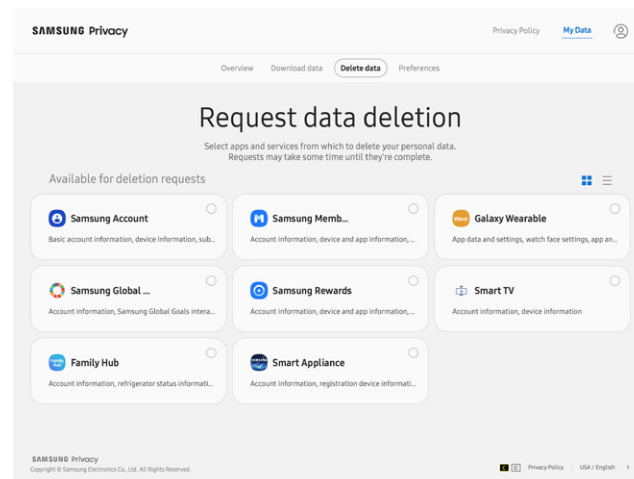 SAMSUNG Privacy
Privacy Policy
My Data
Overview
Download data
Delete data
Preferences
Request data deletion
Select apps and services from which to delete your personal data.
Requests may take some time until they're complete.
Available for deletion requests
Samsung Account
Basic account information, device Information, sub...
Samsung Memb...
Account information, device and app information, ...
Galaxy Wearable
App data and settings, watch face settings, app an...
Samsung Global ...
Account information, Samsung Global Goals intera...
Samsung Rewards
Account information, device and app information, ...
Smart TV
Account information, device information
Family Hub
Account information, refrigerator status informati...
Smart Appliance
Account information, registration device informati...
SAMSUNG Privacy
Copyright © Samsung Electronics Co., Ltd. All Rights Reserved.
Privacy Policy
USA / English